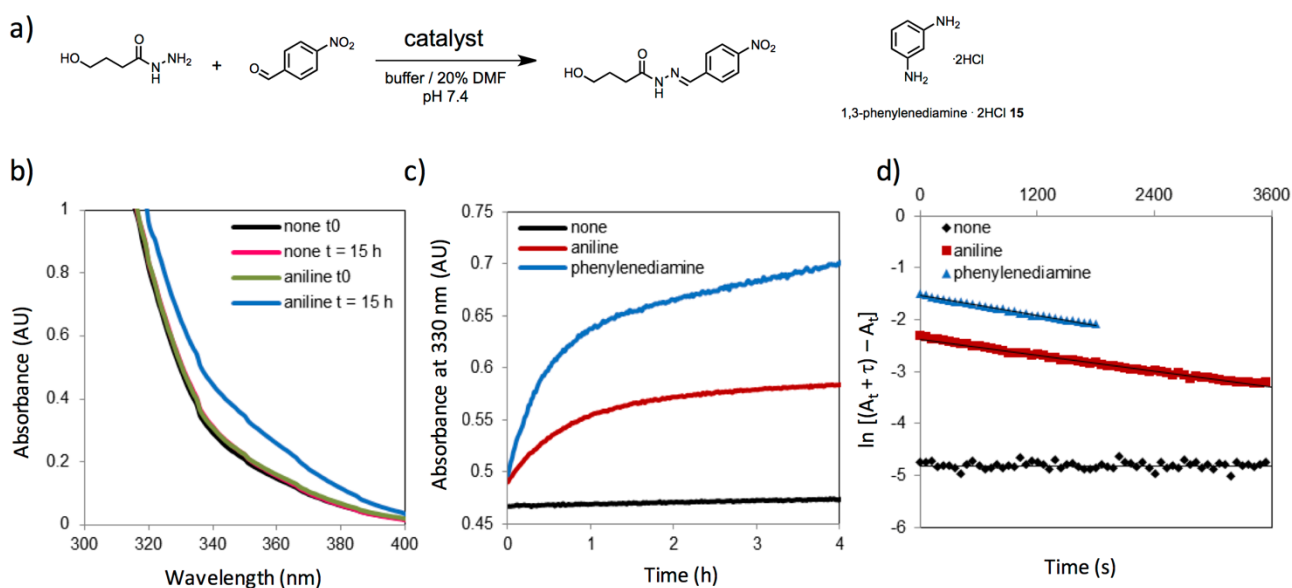 a)
HO
O
N
H
NH₂
+
O
NO₂
catalyst
buffer / 20% DMF
pH 7.4
HO
O
N
H
N
NO₂
NH₂
NH₂
·2HCl
1,3-phenylenediamine · 2HCl 15
b)
Absorbance (AU)
1
0.8
0.6
0.4
0.2
0
300
320
340
360
380
400
Wavelength (nm)
none t0
none t = 15 h
aniline t0
aniline t = 15 h
c)
Absorbance at 330 nm (AU)
0.75
0.7
0.65
0.6
0.55
0.5
0.45
0
1
2
3
4
Time (h)
none
aniline
phenylenediamine
d)
0
1200
2400
3600
ln [(Aₜ + τ) – Aₜ]
0
-1
-2
-3
-4
-5
-6
none
aniline
phenylenediamine
Time (s)